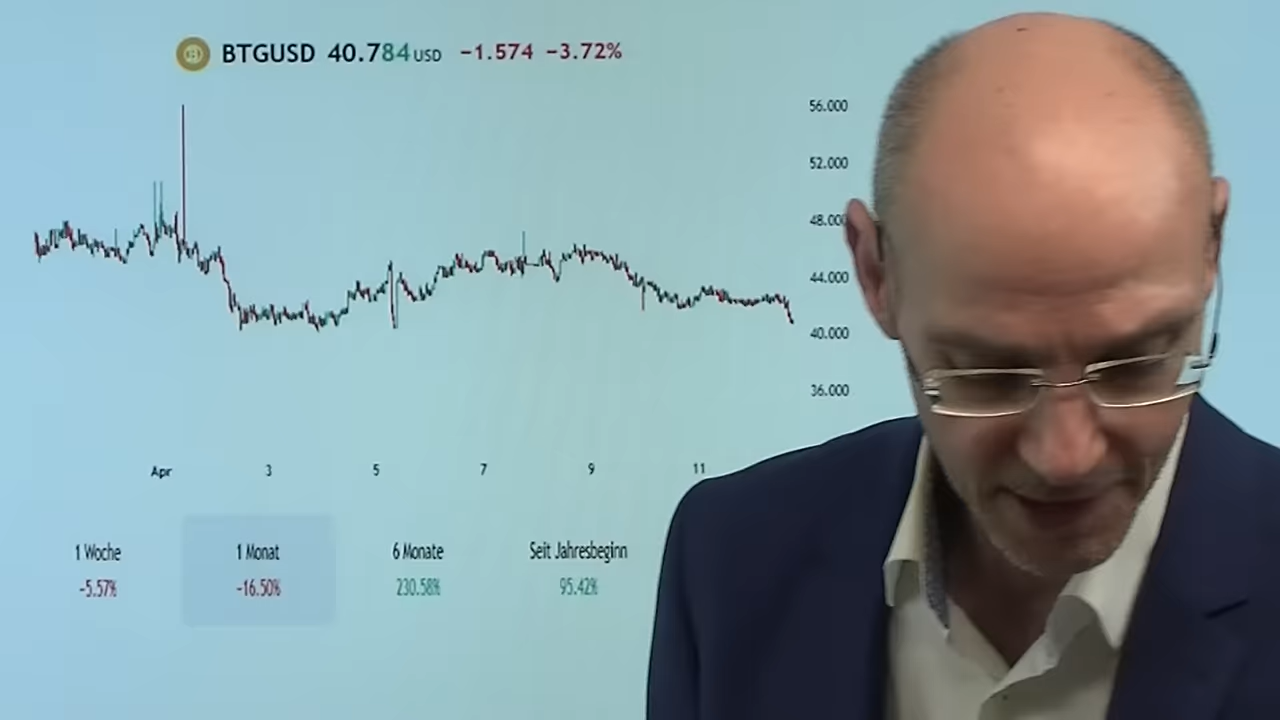 BTGUSD 40.784 USD −1.574 −3.72%
56.000
52.000
48.000
44.000
40.000
36.000
Apr 3 5 7 9 11
1 Woche 1 Monat 6 Monate Seit Jahresbeginn
-5.57% -16.50% 230.58% 95.42%